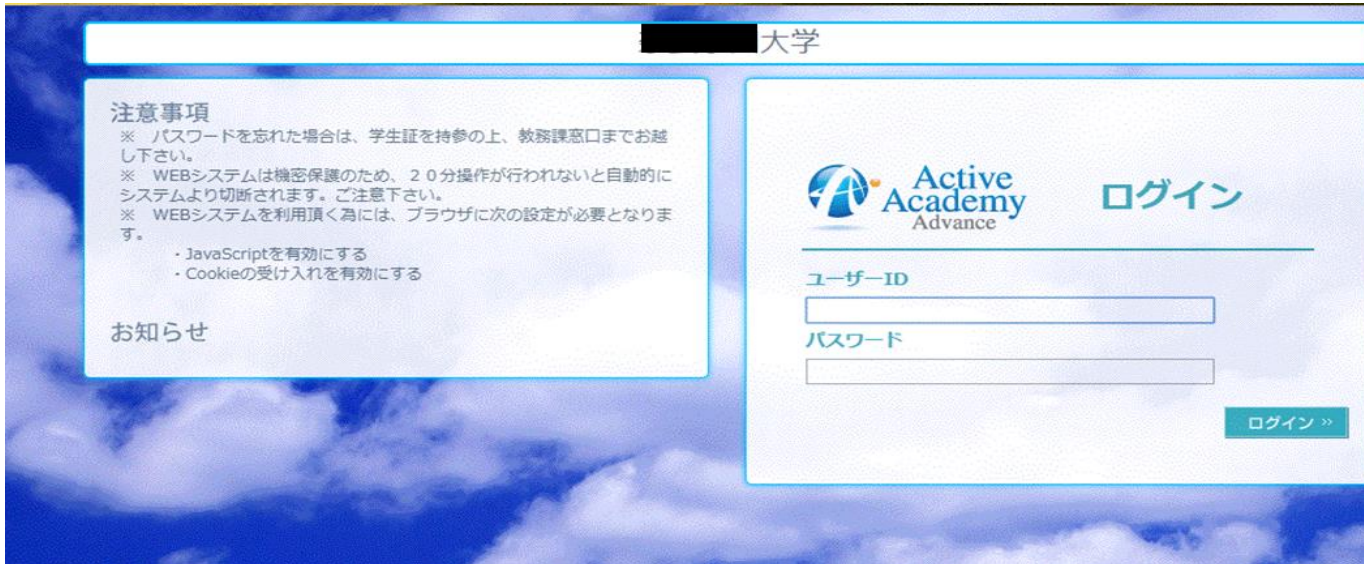 大学
注意事項
※　パスワードを忘れた場合は、学生証を持参の上、教務課窓口までお越
し下さい。
※　WEBシステムは機密保護のため、２０分操作が行われないと自動的に
システムより切断されます。ご注意下さい。
※　WEBシステムを利用頂く為には、ブラウザに次の設定が必要となりま
す。
・JavaScriptを有効にする
・Cookieの受け入れを有効にする
お知らせ
Active
Academy
Advance
ログイン
ユーザーID
パスワード
ログイン »